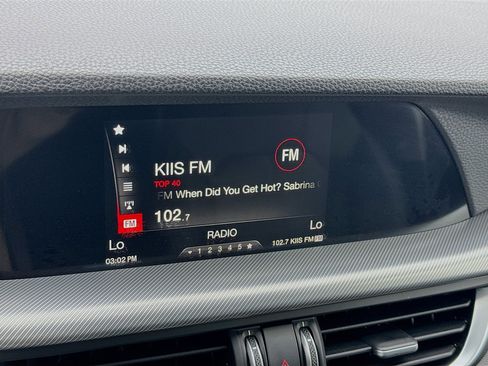 KIIS FM
FM
TOP 40
FM When Did You Get Hot? Sabrina
102.7
FM
Lo
RADIO
Lo
03:02 PM
1 2 3 4 5
102.7 KIIS FM